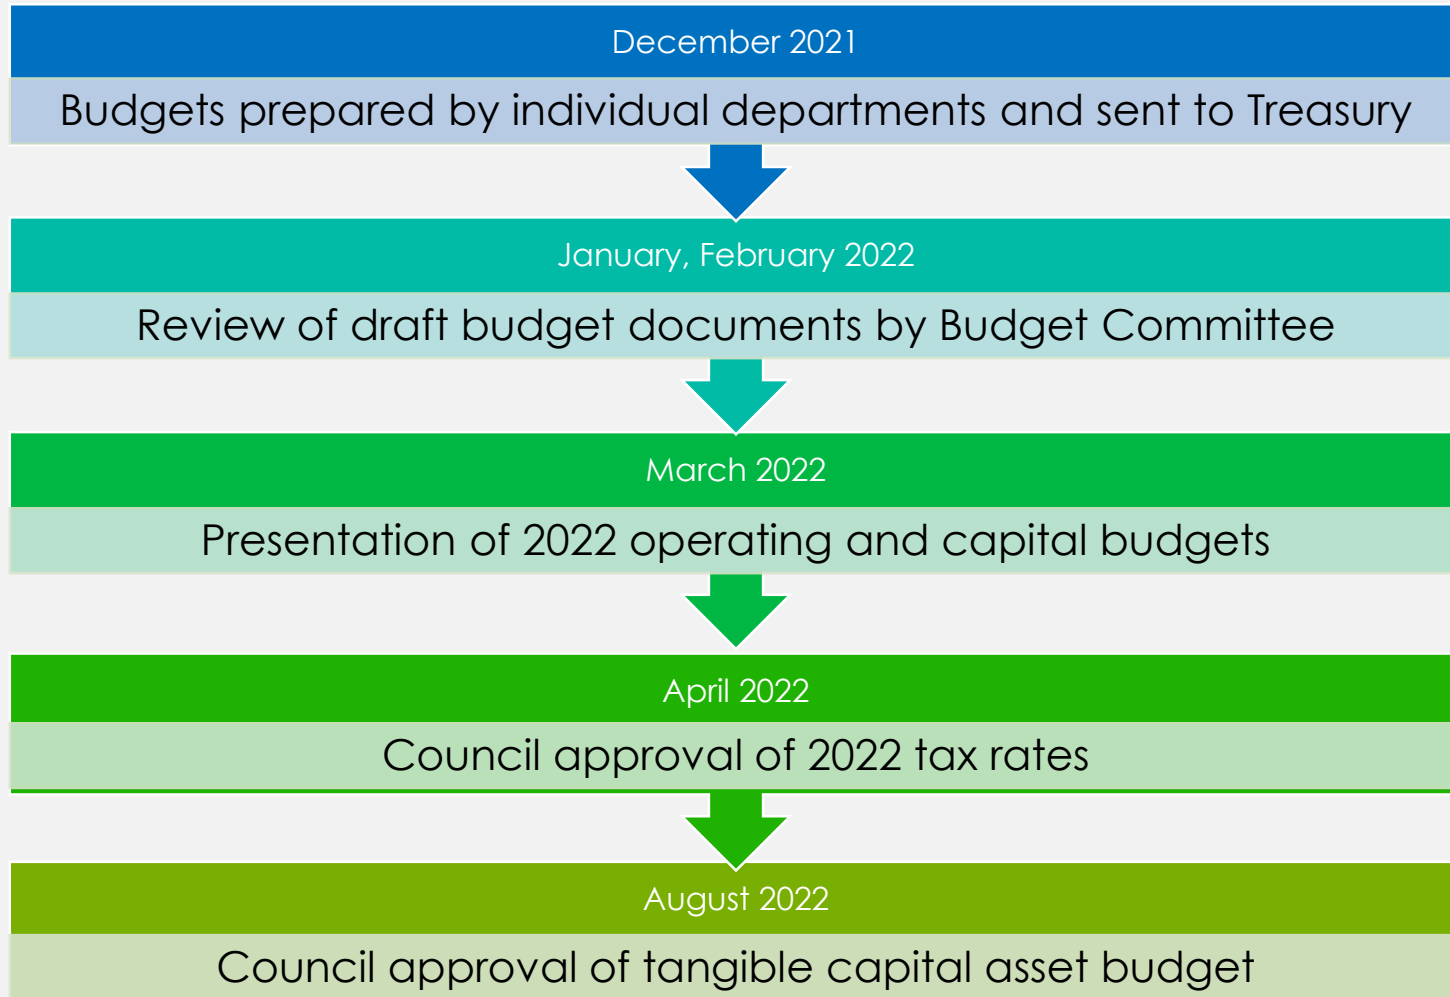 December 2021
Budgets prepared by individual departments and sent to Treasury
January, February 2022
Review of draft budget documents by Budget Committee
March 2022
Presentation of 2022 operating and capital budgets
April 2022
Council approval of 2022 tax rates
August 2022
Council approval of tangible capital asset budget